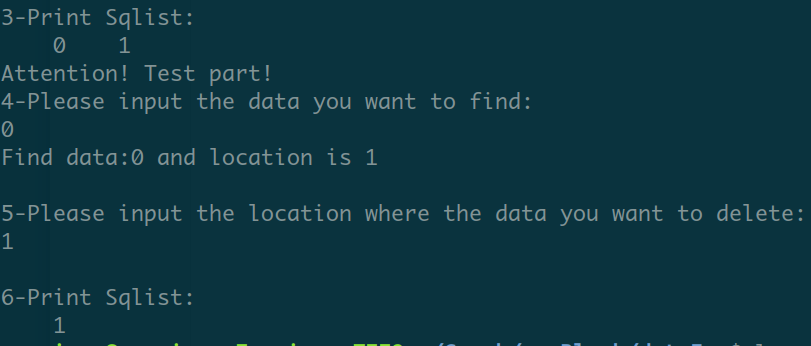 3-Print Sqlist:
0 1
Attention! Test part!
4-Please input the data you want to find:
0
Find data:0 and location is 1
5-Please input the location where the data you want to delete:
1
6-Print Sqlist:
1